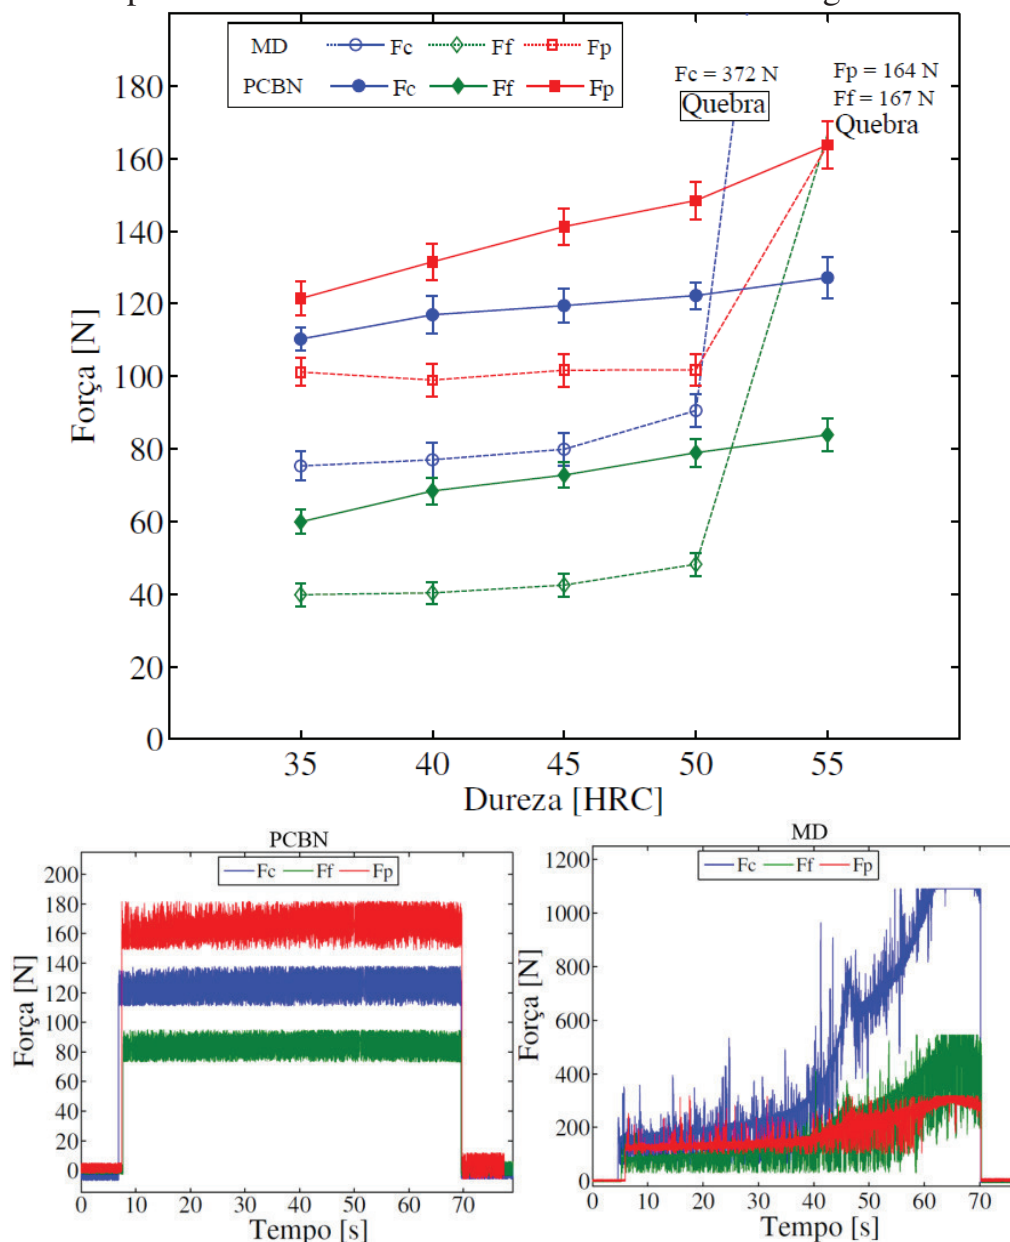 MD Fc Ff Fp
PCBN Fc Ff Fp
Fc = 372 N
Quebra
Fp = 164 N
Ff = 167 N
Quebra
Força [N]
180
160
140
120
100
80
60
40
20
0
35 40 45 50 55
Dureza [HRC]
PCBN
Fc Ff Fp
Força [N]
200
180
160
140
120
100
80
60
40
20
0
0 10 20 30 40 50 60 70
Tempo [s]
MD
Fc Ff Fp
Força [N]
1200
1000
800
600
400
200
0
0 10 20 30 40 50 60 70
Tempo [s]